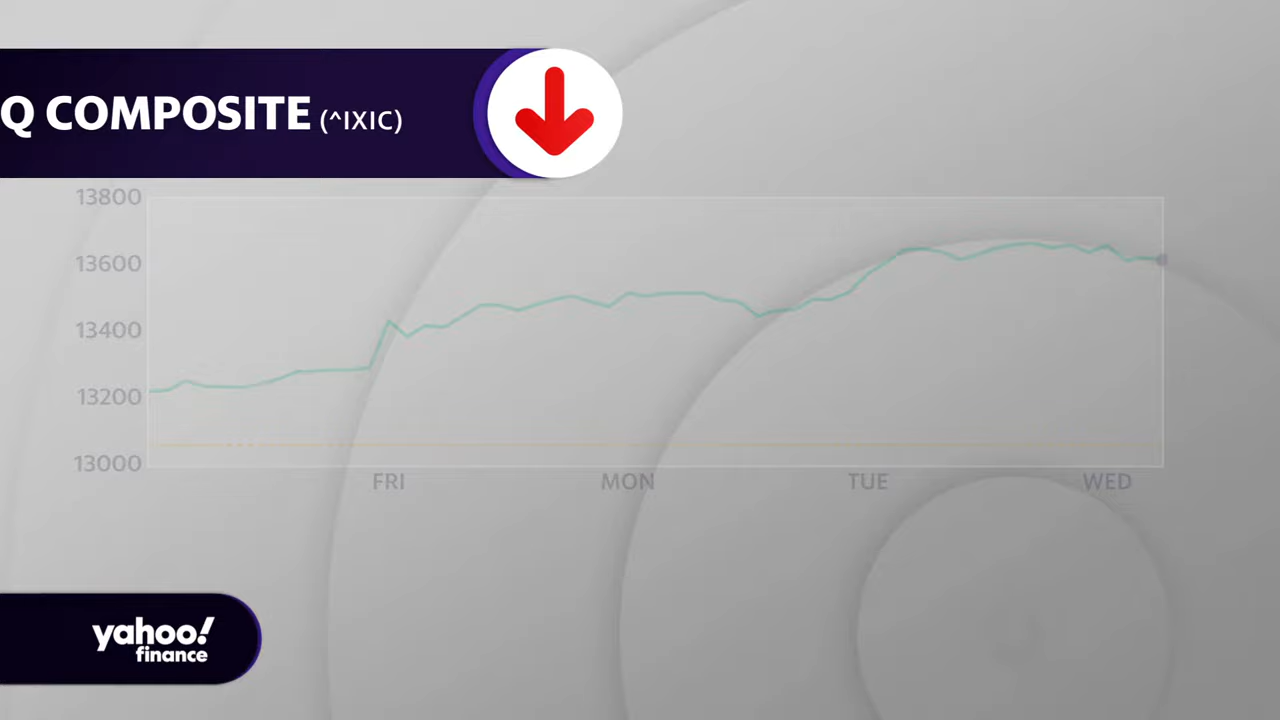 Q COMPOSITE (^IXIC)
13800
13600
13400
13200
13000
FRI MON TUE WED
yahoo!
finance